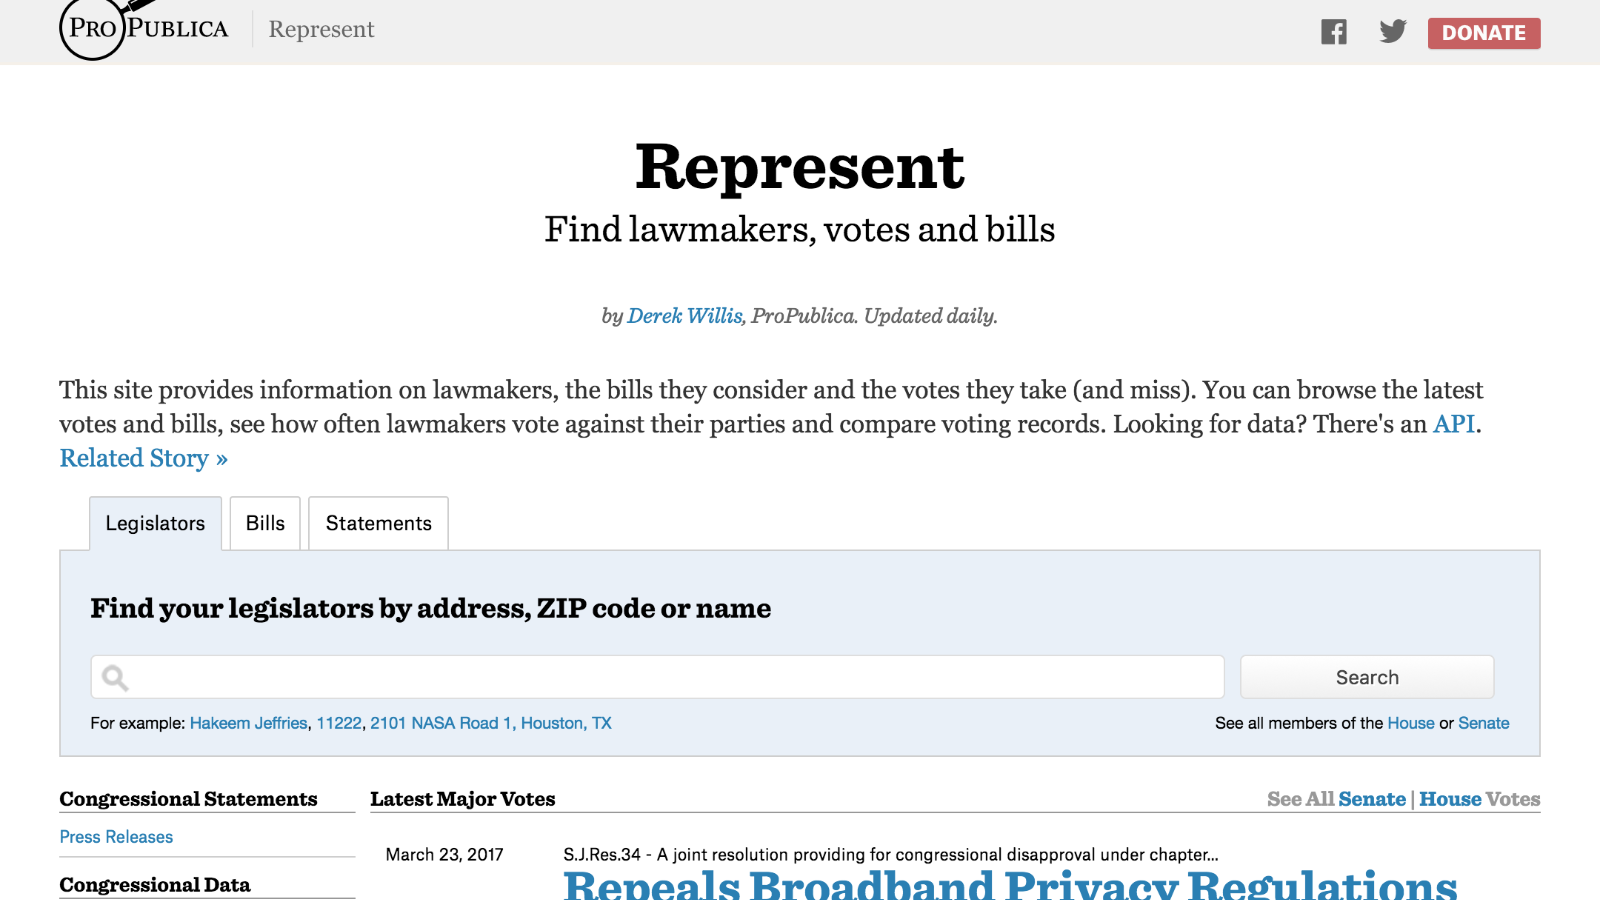 PROPUBLICA
Represent
DONATE
Represent
Find lawmakers, votes and bills
by Derek Willis, ProPublica. Updated daily.
This site provides information on lawmakers, the bills they consider and the votes they take (and miss). You can browse the latest
votes and bills, see how often lawmakers vote against their parties and compare voting records. Looking for data? There's an API.
Related Story »
Legislators
Bills
Statements
Find your legislators by address, ZIP code or name
Search
For example: Hakeem Jeffries, 11222, 2101 NASA Road 1, Houston, TX
See all members of the House or Senate
Congressional Statements
Press Releases
Congressional Data
Latest Major Votes
See All Senate | House Votes
March 23, 2017
S.J.Res.34 - A joint resolution providing for congressional disapproval under chapter...
Repeals Broadband Privacy Regulations